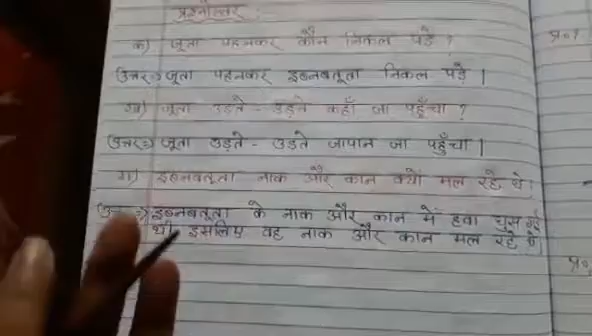 प्रश्नोत्तर :
क) जूता पहनकर कौन निकल पड़े ?
उत्तर⇒ जूता पहनकर इब्नबतूता निकल पड़े ।
ख) जूता उड़ते - उड़ते कहाँ जा पहुँचा ?
उत्तर⇒ जूता उड़ते - उड़ते जापान जा पहुँचा ।
ग) इब्नबतूता नाक और कान क्यों मल रहे थे ?
उत्तर⇒ इब्नबतूता के नाक और कान में हवा घुस गई
थी इसलिए वह नाक और कान मल रहे थे
प्र०१
प्र०